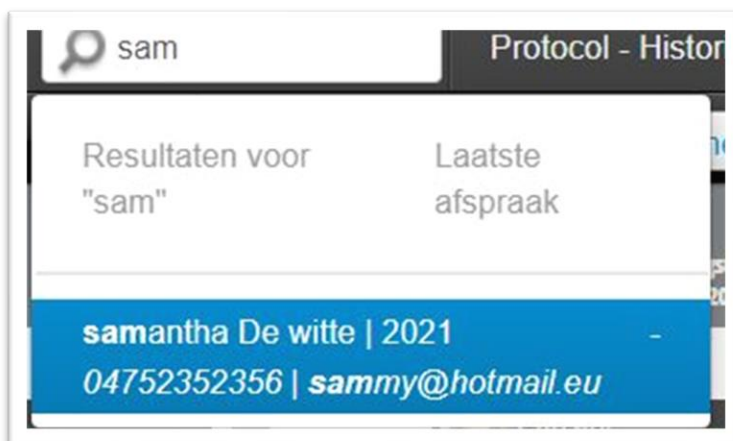 sam
Protocol - Histor
Resultaten voor "sam"
Laatste afspraak
samantha De witte | 2021 -
04752352356 | sammy@hotmail.eu